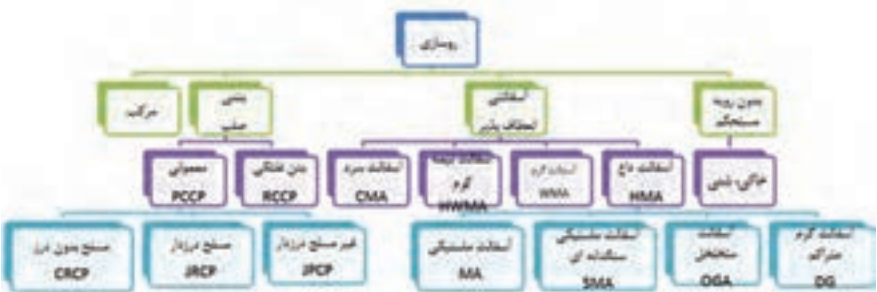 روسازی
بدون رویه
مستحکم
آسفالتی
انعطاف پذیر
بتنی
صلب
مرکب
خاکی، شنی
آسفالت داغ
HMA
آسفالت گرم
WMA
آسفالت نیمه
گرم
HWMA
آسفالت سرد
CMA
بتن غلتکی
RCCP
معمولی
PCCP
آسفالت گرم
متراکم
DG
آسفالت
متخلخل
OGA
آسفالت ماستیکی
سنگدانه ای
SMA
آسفالت ماستیکی
MA
غیر مسلح درزدار
JPCP
مسلح درزدار
JRCP
مسلح بدون درز
CRCP